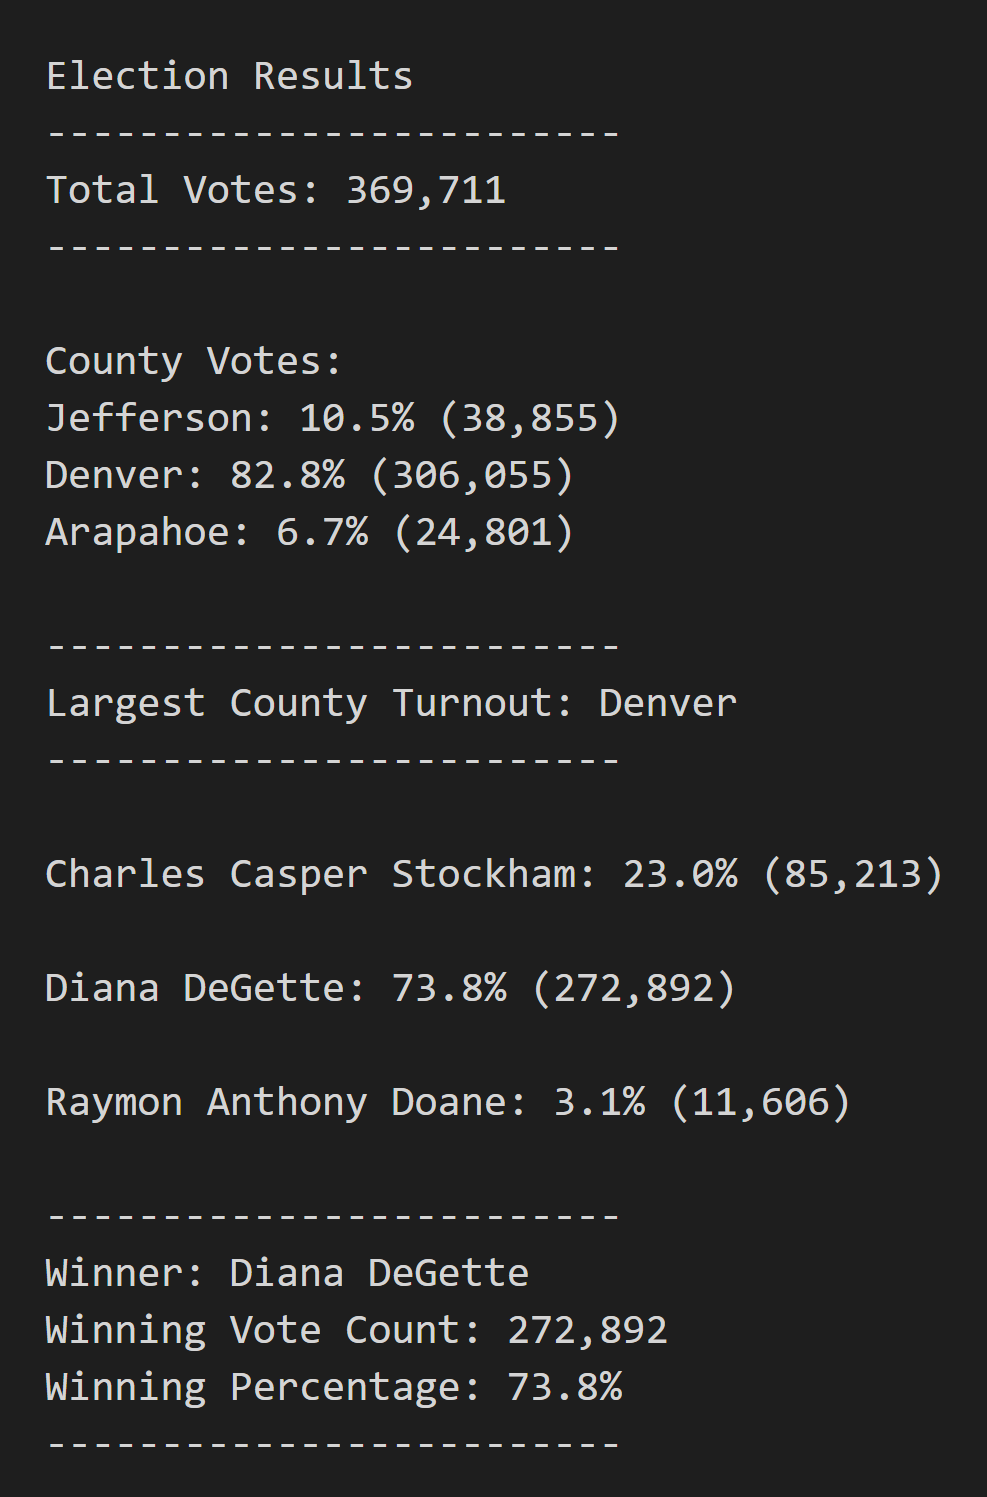 Election Results
-------------------------
Total Votes: 369,711
-------------------------
County Votes:
Jefferson: 10.5% (38,855)
Denver: 82.8% (306,055)
Arapahoe: 6.7% (24,801)
-------------------------
Largest County Turnout: Denver
-------------------------
Charles Casper Stockham: 23.0% (85,213)
Diana DeGette: 73.8% (272,892)
Raymon Anthony Doane: 3.1% (11,606)
-------------------------
Winner: Diana DeGette
Winning Vote Count: 272,892
Winning Percentage: 73.8%
-------------------------